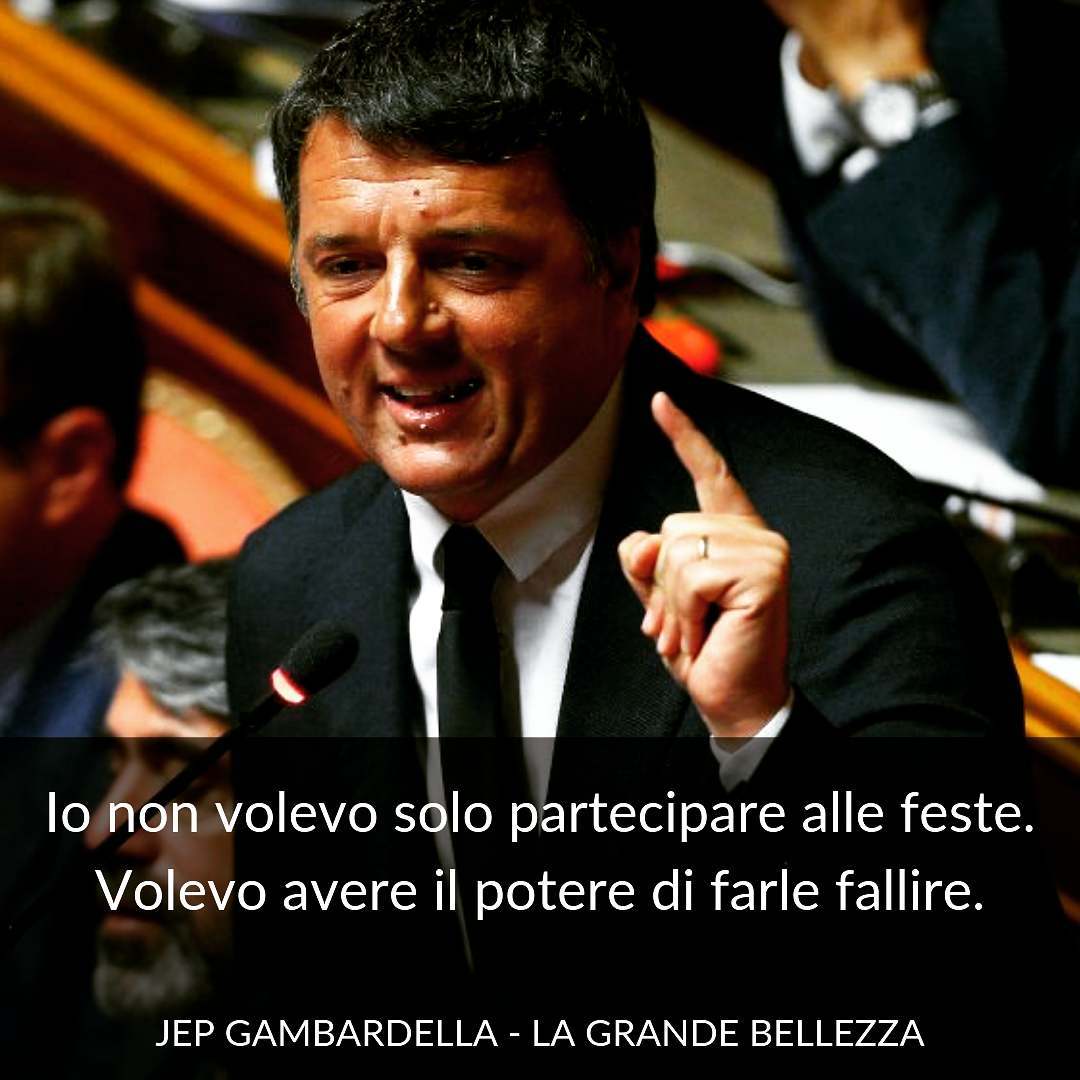 Io non volevo solo partecipare alle feste.
Volevo avere il potere di farle fallire.
JEP GAMBARDELLA - LA GRANDE BELLEZZA